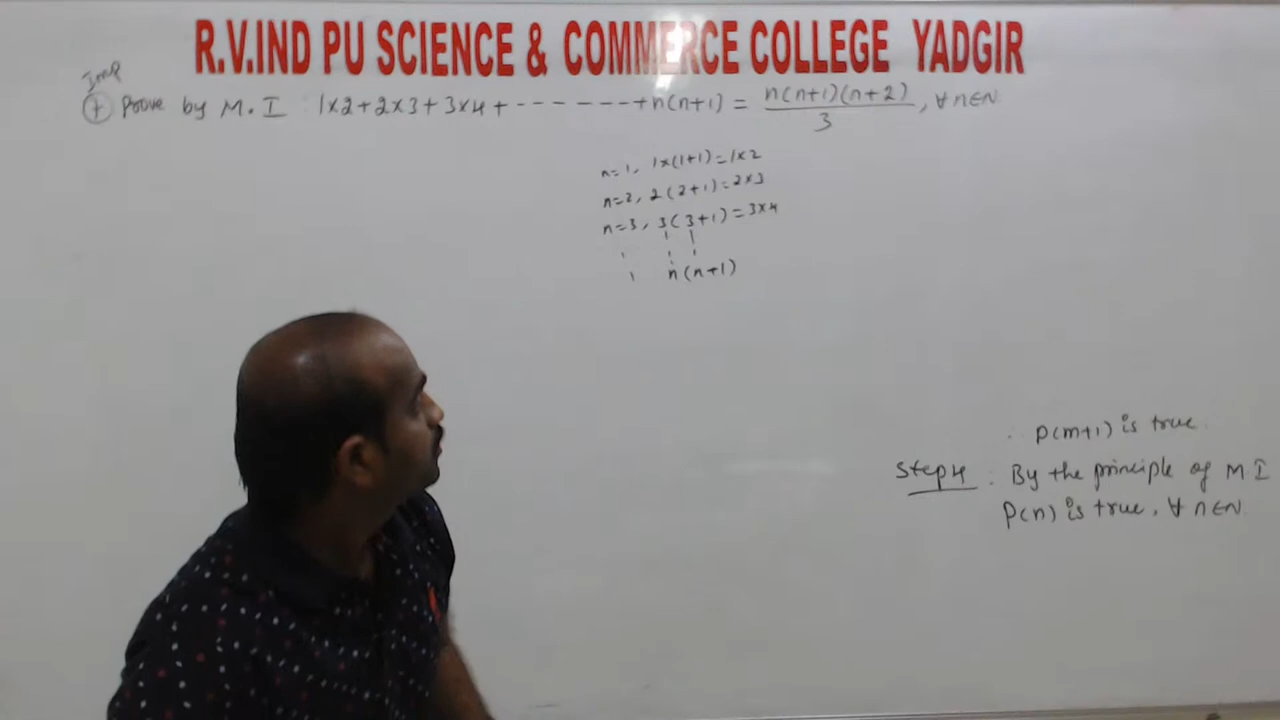 R.V.IND PU SCIENCE & COMMERCE COLLEGE YADGIR
Imp
Prove by M.I 1×2+2×3+3×4+------+n(n+1) = n(n+1)(n+2)/3, ∀ n∈N
n=1, 1×(1+1)=1×2
n=2, 2(2+1)=2×3
n=3, 3(3+1)=3×4
n(n+1)
∴ P(m+1) is true.
Step4 : By the principle of M I
P(n) is true, ∀ n∈N